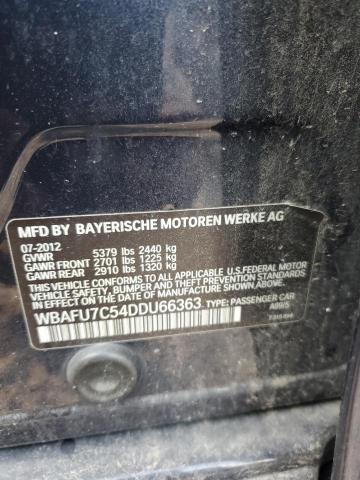 MFD BY BAYERISCHE MOTOREN WERKE AG
07-2012
GVWR 5379 lbs 2440 kg
GAWR FRONT 2701 lbs 1225 kg
GAWR REAR 2910 lbs 1320 kg
THIS VEHICLE CONFORMS TO ALL APPLICABLE U.S.FEDERAL MOTOR
VEHICLE SAFETY, BUMPER, AND THEFT PREVENTION STANDARDS
IN EFFECT ON THE DATE OF MANUFACTURE SHOWN ABOVE.
WBAFU7C54DDU66363 TYPE: PASSENGER CAR
A99/5